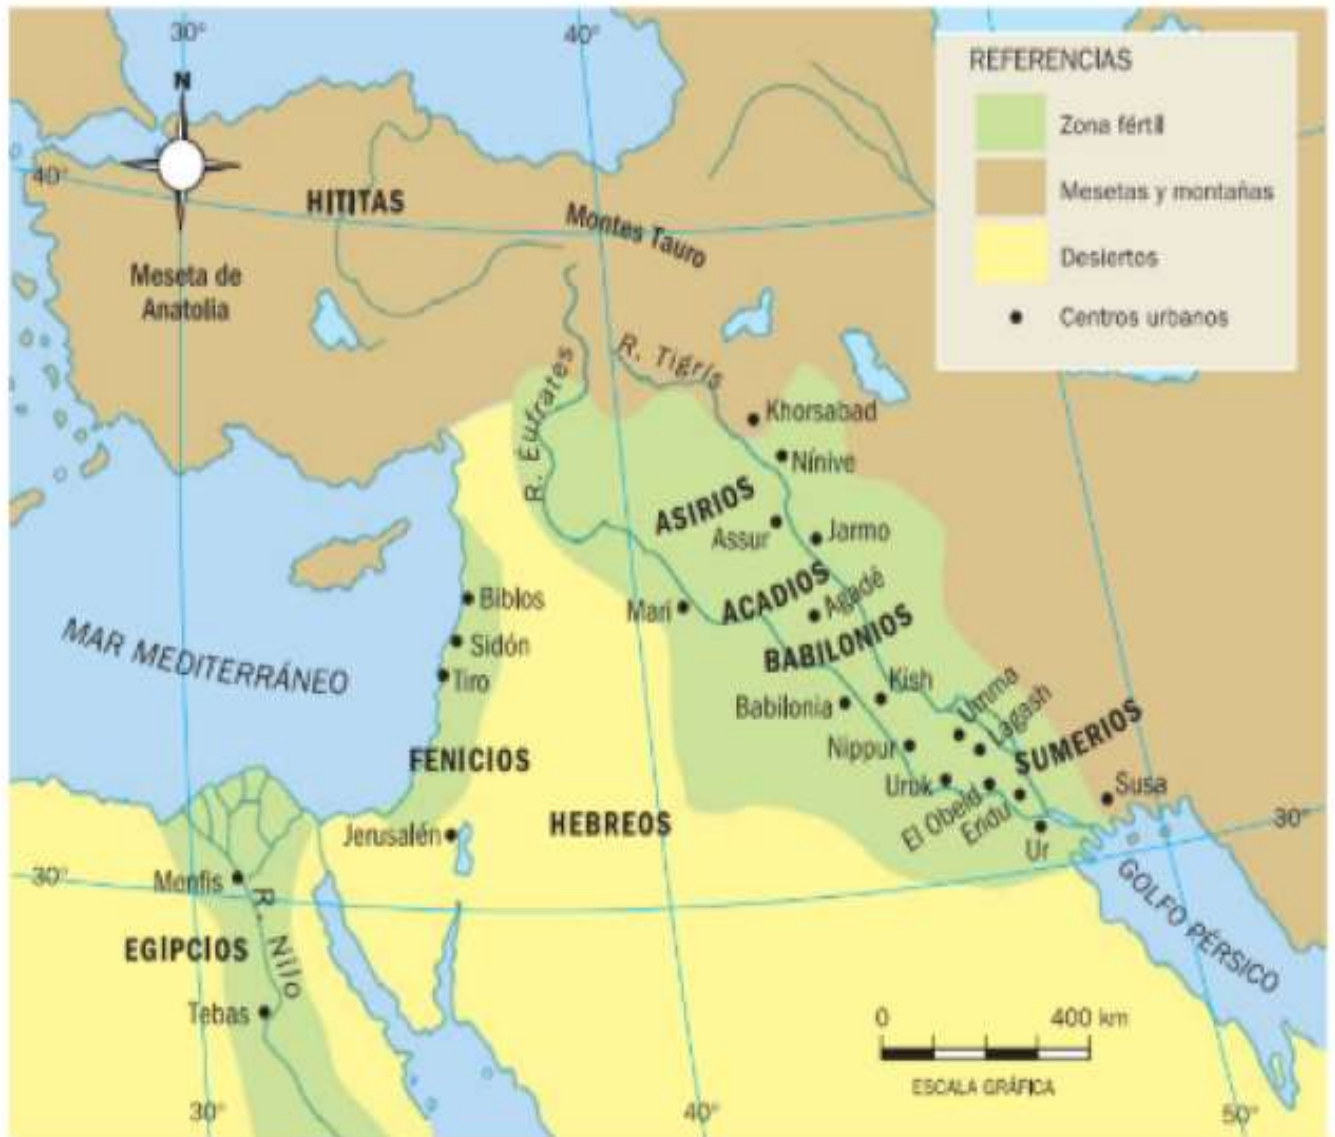 30°
40°
N
REFERENCIAS
Zona fértil
Mesetas y montañas
Desiertos
Centros urbanos
40°
HITITAS
Montes Tauro
Meseta de
Anatolia
R. Tigris
R. Éufrates
Khorsabad
Nínive
ASIRIOS
Assur
Jarmo
Biblos
Mari
ACADIOS
Agadé
BABILONIOS
Sidón
Tiro
MAR MEDITERRÁNEO
Kish
Babilonia
Umma
Lagash
Nippur
SUMERIOS
FENICIOS
Uruk
El Obeid
Eridu
Susa
HEBREOS
Jerusalén
Ur
30°
30°
Menfis
R. Nilo
GOLFO PÉRSICO
EGIPCIOS
Tebas
0
400 km
ESCALA GRÁFICA
30°
40°
50°